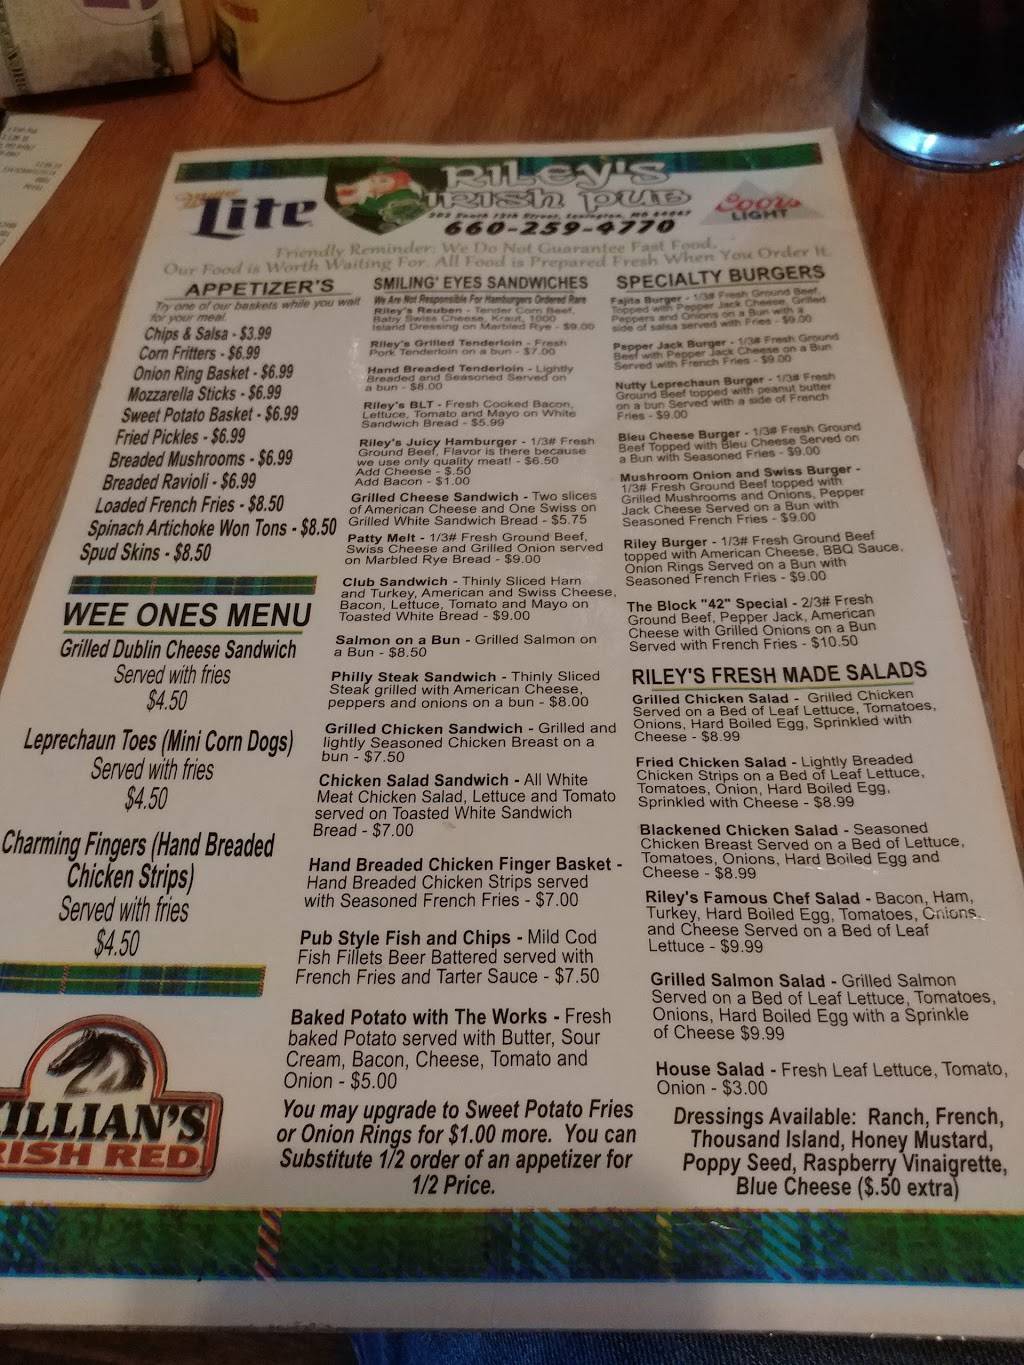 Miller
Lite
RILEY'S
IRISH PUB
302 South 13th Street, Lexington, MO 64067
660-259-4770
Coors
LIGHT
Friendly Reminder: We Do Not Guarantee Fast Food.
Our Food is Worth Waiting For. All Food is Prepared Fresh When You Order It.
APPETIZER'S
Try one of our baskets while you wait
for your meal.
Chips & Salsa - $3.99
Corn Fritters - $6.99
Onion Ring Basket - $6.99
Mozzarella Sticks - $6.99
Sweet Potato Basket - $6.99
Fried Pickles - $6.99
Breaded Mushrooms - $6.99
Breaded Ravioli - $6.99
Loaded French Fries - $8.50
Spinach Artichoke Won Tons - $8.50
Spud Skins - $8.50
WEE ONES MENU
Grilled Dublin Cheese Sandwich
Served with fries
$4.50
Leprechaun Toes (Mini Corn Dogs)
Served with fries
$4.50
Charming Fingers (Hand Breaded
Chicken Strips)
Served with fries
$4.50
KILLIAN'S
IRISH RED
SMILING' EYES SANDWICHES
We Are Not Responsible For Hamburgers Ordered Rare
Riley's Reuben - Tender Corn Beef,
Baby Swiss Cheese, Kraut, 1000
Island Dressing on Marbled Rye - $9.00
Riley's Grilled Tenderloin - Fresh
Pork Tenderloin on a bun - $7.00
Hand Breaded Tenderloin - Lightly
Breaded and Seasoned Served on
a bun - $8.00
Riley's BLT - Fresh Cooked Bacon,
Lettuce, Tomato and Mayo on White
Sandwich Bread - $5.99
Riley's Juicy Hamburger - 1/3# Fresh
Ground Beef, Flavor is there because
we use only quality meat! - $6.50
Add Cheese - $.50
Add Bacon - $1.00
Grilled Cheese Sandwich - Two slices
of American Cheese and One Swiss on
Grilled White Sandwich Bread - $5.75
Patty Melt - 1/3# Fresh Ground Beef,
Swiss Cheese and Grilled Onion served
on Marbled Rye Bread - $9.00
Club Sandwich - Thinly Sliced Ham
and Turkey, American and Swiss Cheese,
Bacon, Lettuce, Tomato and Mayo on
Toasted White Bread - $9.00
Salmon on a Bun - Grilled Salmon on
a Bun - $8.50
Philly Steak Sandwich - Thinly Sliced
Steak grilled with American Cheese,
peppers and onions on a bun - $8.00
Grilled Chicken Sandwich - Grilled and
lightly Seasoned Chicken Breast on a
bun - $7.50
Chicken Salad Sandwich - All White
Meat Chicken Salad, Lettuce and Tomato
served on Toasted White Sandwich
Bread - $7.00
Hand Breaded Chicken Finger Basket -
Hand Breaded Chicken Strips served
with Seasoned French Fries - $7.00
Pub Style Fish and Chips - Mild Cod
Fish Fillets Beer Battered served with
French Fries and Tarter Sauce - $7.50
Baked Potato with The Works - Fresh
baked Potato served with Butter, Sour
Cream, Bacon, Cheese, Tomato and
Onion - $5.00
You may upgrade to Sweet Potato Fries
or Onion Rings for $1.00 more. You can
Substitute 1/2 order of an appetizer for
1/2 Price.
SPECIALTY BURGERS
Fajita Burger - 1/3# Fresh Ground Beef,
Topped with Pepper Jack Cheese, Grilled
Peppers and Onions on a Bun with a
side of salsa served with Fries - $9.00
Pepper Jack Burger - 1/3# Fresh Ground
Beef with Pepper Jack Cheese on a Bun
Served with French Fries - $9.00
Nutty Leprechaun Burger - 1/3# Fresh
Ground Beef topped with peanut butter
on a bun Served with a side of French
Fries - $9.00
Bleu Cheese Burger - 1/3# Fresh Ground
Beef Topped with Bleu Cheese Served on
a Bun with Seasoned Fries - $9.00
Mushroom Onion and Swiss Burger -
1/3# Fresh Ground Beef topped with
Grilled Mushrooms and Onions, Pepper
Jack Cheese Served on a Bun with
Seasoned French Fries - $9.00
Riley Burger - 1/3# Fresh Ground Beef
topped with American Cheese, BBQ Sauce,
Onion Rings Served on a Bun with
Seasoned French Fries - $9.00
The Block "42" Special - 2/3# Fresh
Ground Beef, Pepper Jack, American
Cheese with Grilled Onions on a Bun
Served with French Fries - $10.50
RILEY'S FRESH MADE SALADS
Grilled Chicken Salad - Grilled Chicken
Served on a Bed of Leaf Lettuce, Tomatoes,
Onions, Hard Boiled Egg, Sprinkled with
Cheese - $8.99
Fried Chicken Salad - Lightly Breaded
Chicken Strips on a Bed of Leaf Lettuce,
Tomatoes, Onion, Hard Boiled Egg,
Sprinkled with Cheese - $8.99
Blackened Chicken Salad - Seasoned
Chicken Breast Served on a Bed of Lettuce,
Tomatoes, Onions, Hard Boiled Egg and
Cheese - $8.99
Riley's Famous Chef Salad - Bacon, Ham,
Turkey, Hard Boiled Egg, Tomatoes, Onions
and Cheese Served on a Bed of Leaf
Lettuce - $9.99
Grilled Salmon Salad - Grilled Salmon
Served on a Bed of Leaf Lettuce, Tomatoes,
Onions, Hard Boiled Egg with a Sprinkle
of Cheese $9.99
House Salad - Fresh Leaf Lettuce, Tomato,
Onion - $3.00
Dressings Available: Ranch, French,
Thousand Island, Honey Mustard,
Poppy Seed, Raspberry Vinaigrette,
Blue Cheese ($.50 extra)